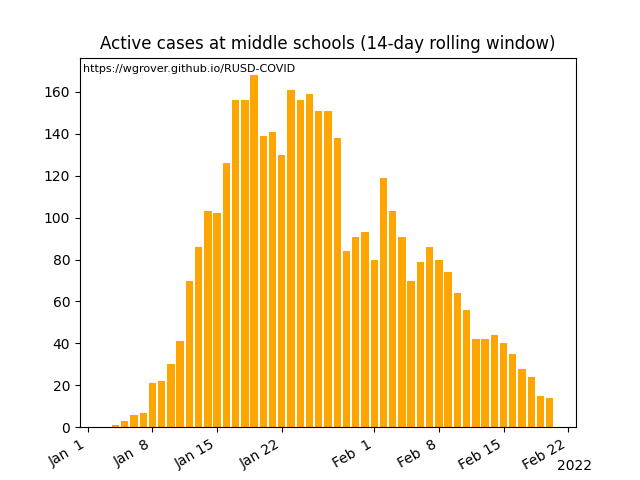 Active cases at middle schools (14-day rolling window)
https://wgrover.github.io/RUSD-COVID
160
140
120
100
80
60
40
20
0
Jan 1
Jan 8
Jan 15
Jan 22
Feb 1
Feb 8
Feb 15
Feb 22
2022